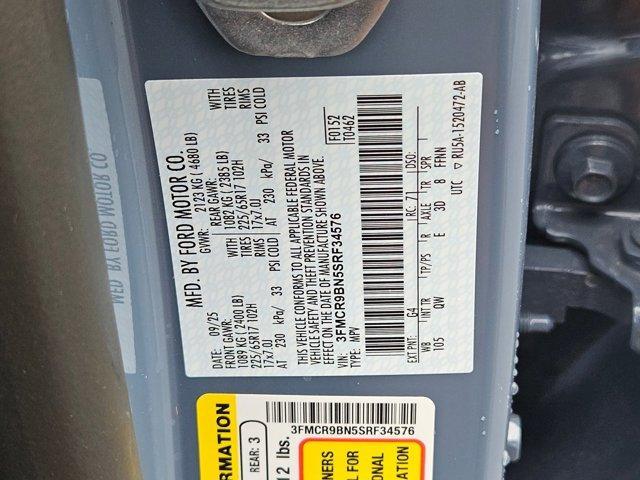 MFD. BY FORD MOTOR CO.
DATE: 09/25
GVWR: 2123 KG ( 4680 LB)
FRONT GAWR:
REAR GAWR:
1089 KG ( 2400 LB)
1082 KG ( 2385 LB)
WITH
WITH
225/65R17 102H
TIRES
225/65R17 102H
TIRES
17x7.0J
RIMS
17x7.0J
RIMS
AT 230 kPa/ 33 PSI COLD
AT 230 kPa/ 33 PSI COLD
THIS VEHICLE CONFORMS TO ALL APPLICABLE FEDERAL MOTOR
VEHICLE SAFETY AND THEFT PREVENTION STANDARDS IN
EFFECT ON THE DATE OF MANUFACTURE SHOWN ABOVE.
VIN: 3FMCR9BN5SRF34576
TYPE: MPV
F0152
T0462
EXT PNT: G4
RC: 71
DSO:
WB
INT TR
TP/PS
R
AXLE
TR
SPR
105
QW
E
3D
8
FFNN
UTC
RU5A-1520472-AB
MFD. BY FORD MOTOR CO.
3FMCR9BN5SRF34576
REAR: 3